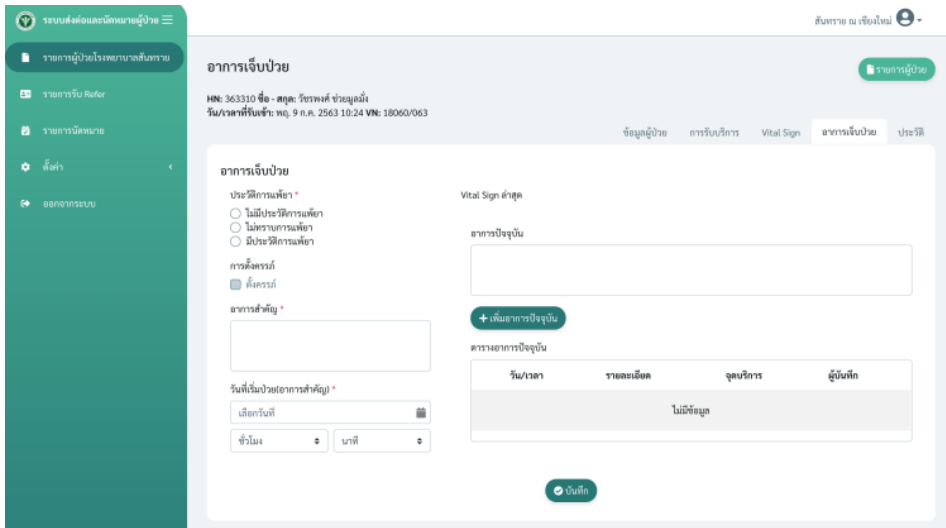 ระบบส่งต่อและนัดหมายผู้ป่วย
สันทราย ณ เชียงใหม่
รายการผู้ป่วยโรงพยาบาลสันทราย
รายการรับ Refer
รายการนัดหมาย
ตั้งค่า
ออกจากระบบ
อาการเจ็บป่วย
รายการผู้ป่วย
HN: 363310 ชื่อ - สกุล: วัชรพงศ์ ช่วยมูลมั่ง
วัน/เวลาที่รับเข้า: พฤ. 9 ก.ค. 2563 10:24 VN: 18060/063
ข้อมูลผู้ป่วย การรับบริการ Vital Sign อาการเจ็บป่วย ประวัติ
อาการเจ็บป่วย
ประวัติการแพ้ยา *
ไม่มีประวัติการแพ้ยา
ไม่ทราบการแพ้ยา
มีประวัติการแพ้ยา
การตั้งครรภ์
ตั้งครรภ์
อาการสำคัญ *
วันที่เริ่มป่วย(อาการสำคัญ) *
เลือกวันที่
ชั่วโมง นาที
Vital Sign ล่าสุด
อาการปัจจุบัน
+ เพิ่มอาการปัจจุบัน
ตารางอาการปัจจุบัน
วัน/เวลา รายละเอียด จุดบริการ ผู้บันทึก
ไม่มีข้อมูล
บันทึก